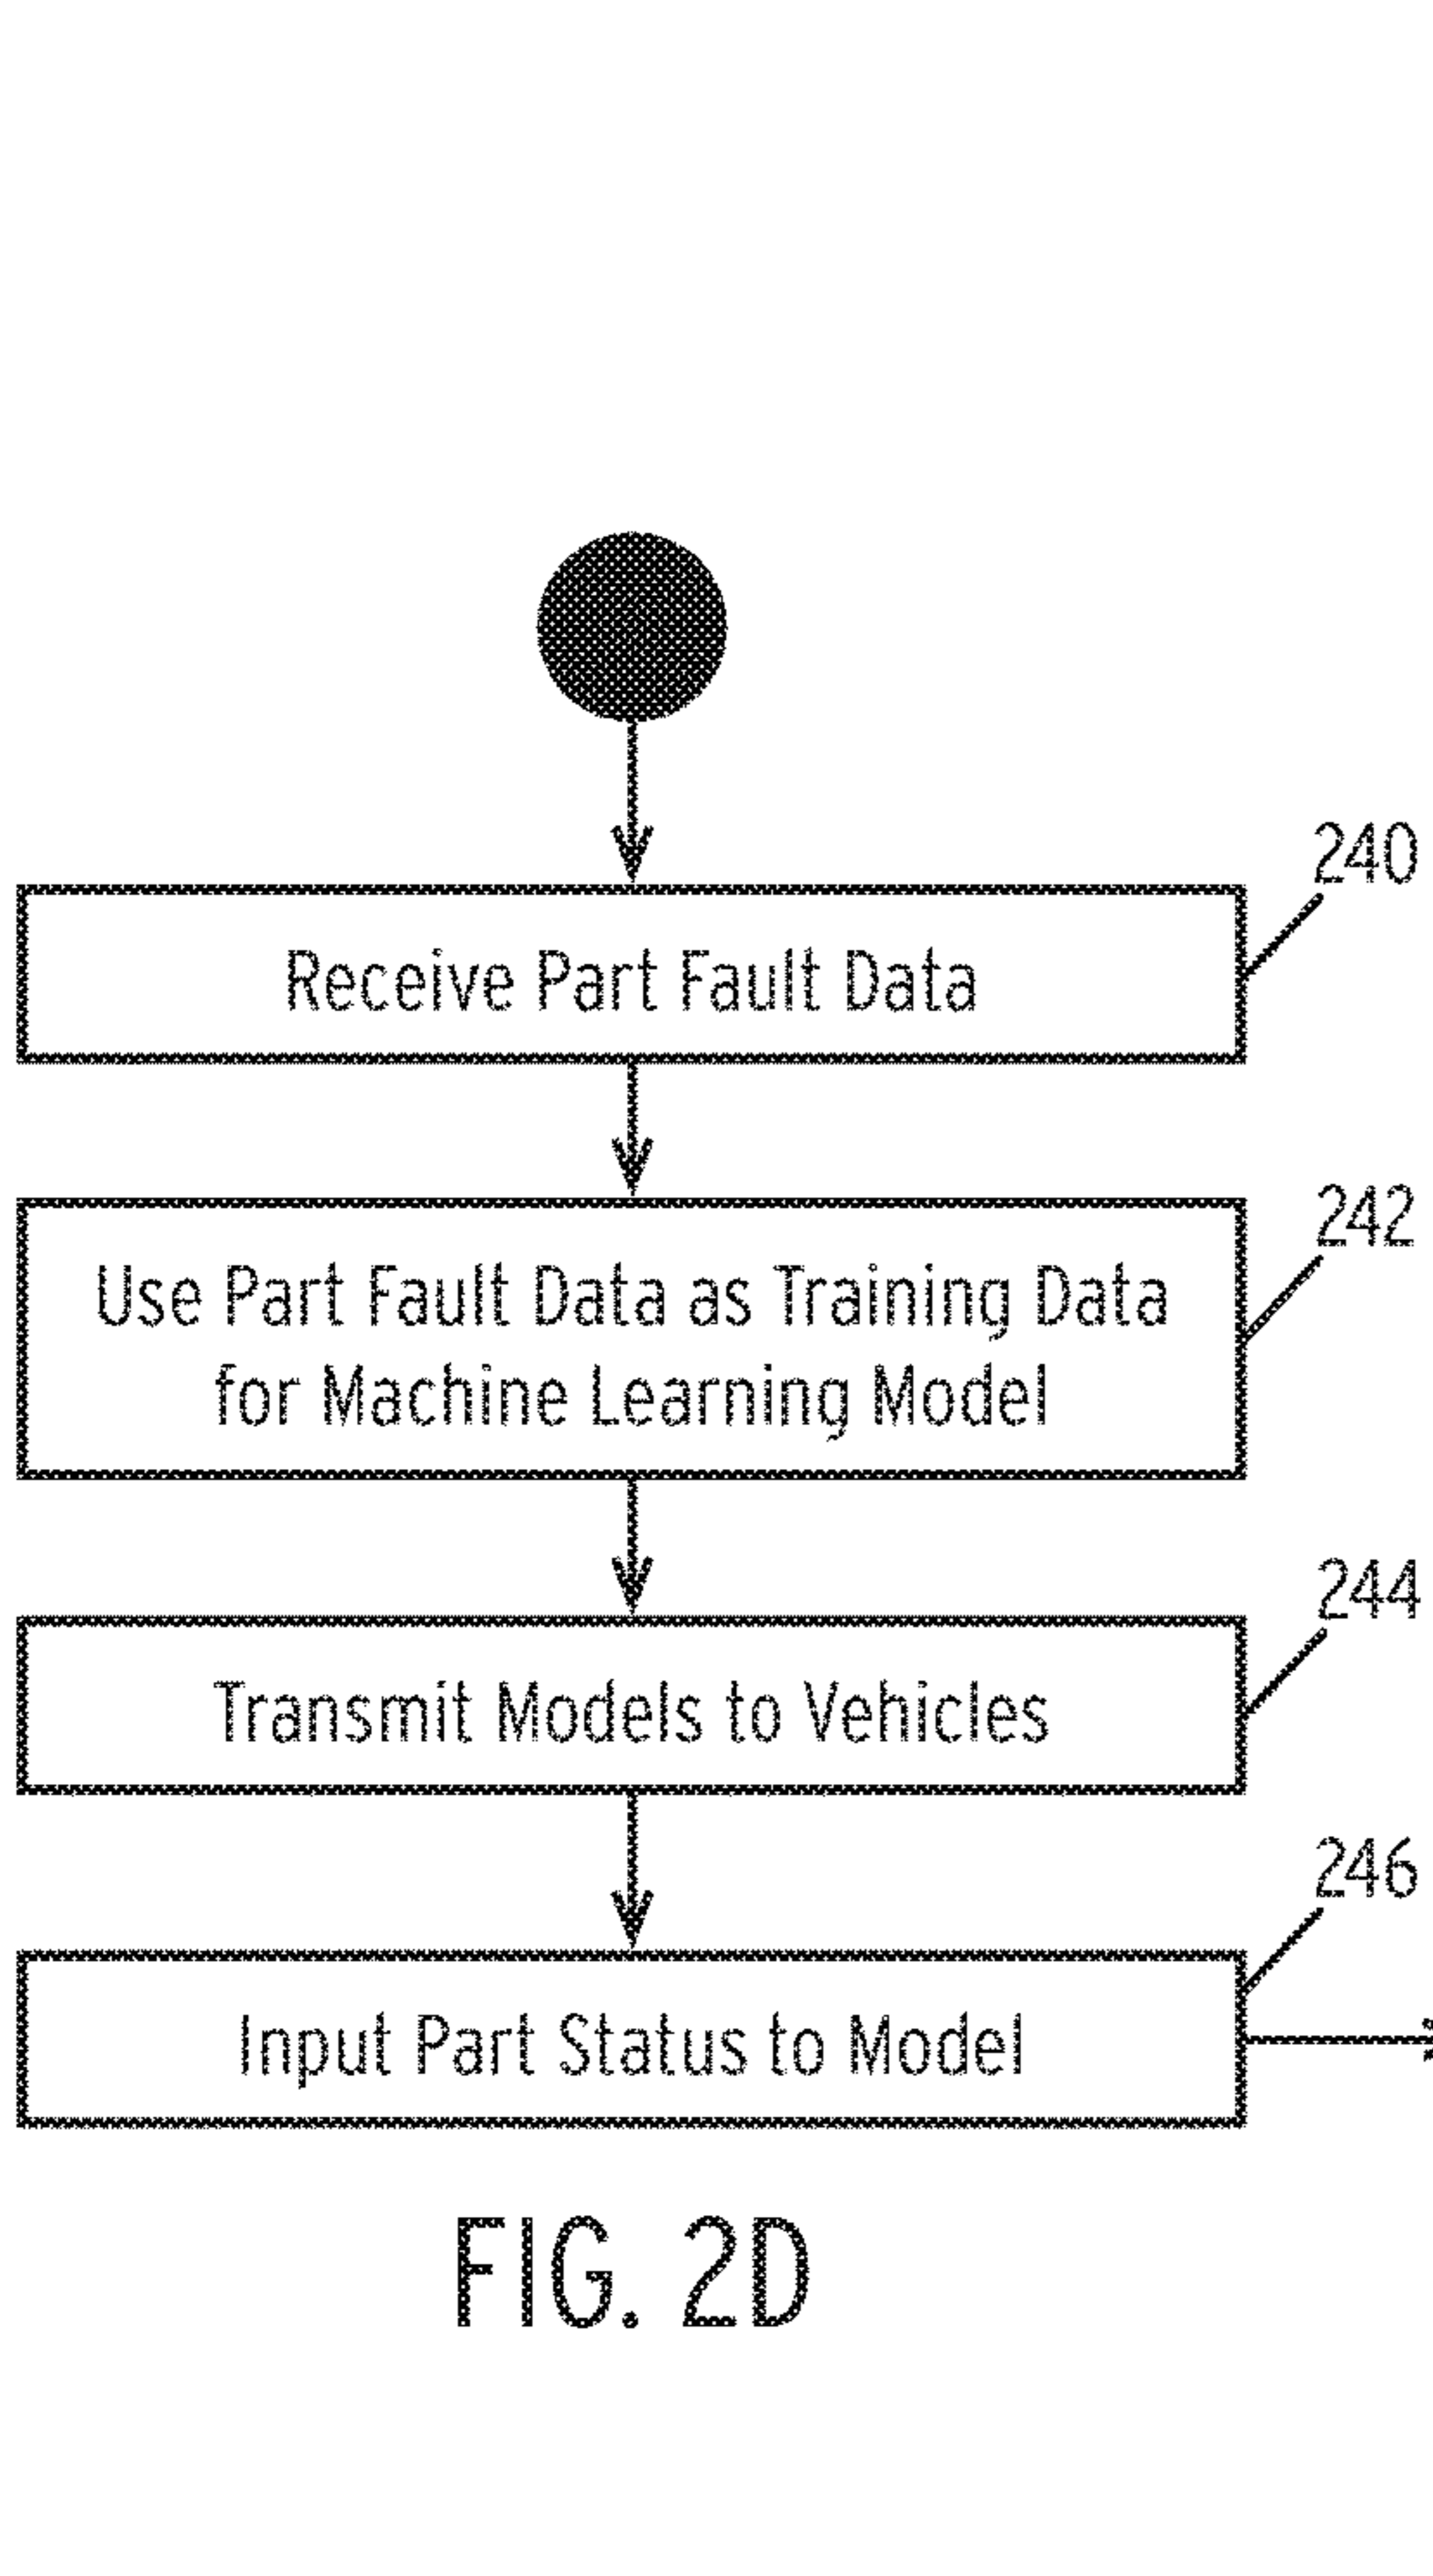 240
Receive Part Fault Data
242
Use Part Fault Data as Training Data
for Machine Learning Model
244
Transmit Models to Vehicles
246
Input Part Status to Model
FIG. 2D